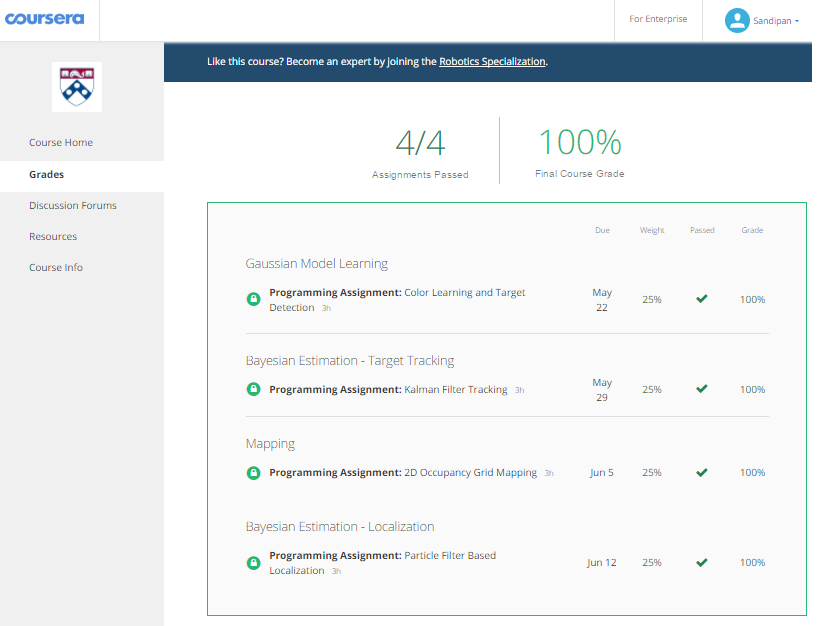 coursera
For Enterprise
Sandipan
Like this course? Become an expert by joining the Robotics Specialization.
Course Home
Grades
Discussion Forums
Resources
Course Info
4/4
Assignments Passed
100%
Final Course Grade
Due Weight Passed Grade
Gaussian Model Learning
Programming Assignment: Color Learning and Target
Detection 3h
May
22
25%
100%
Bayesian Estimation - Target Tracking
Programming Assignment: Kalman Filter Tracking 3h
May
29
25%
100%
Mapping
Programming Assignment: 2D Occupancy Grid Mapping 3h
Jun 5
25%
100%
Bayesian Estimation - Localization
Programming Assignment: Particle Filter Based
Localization 3h
Jun 12
25%
100%